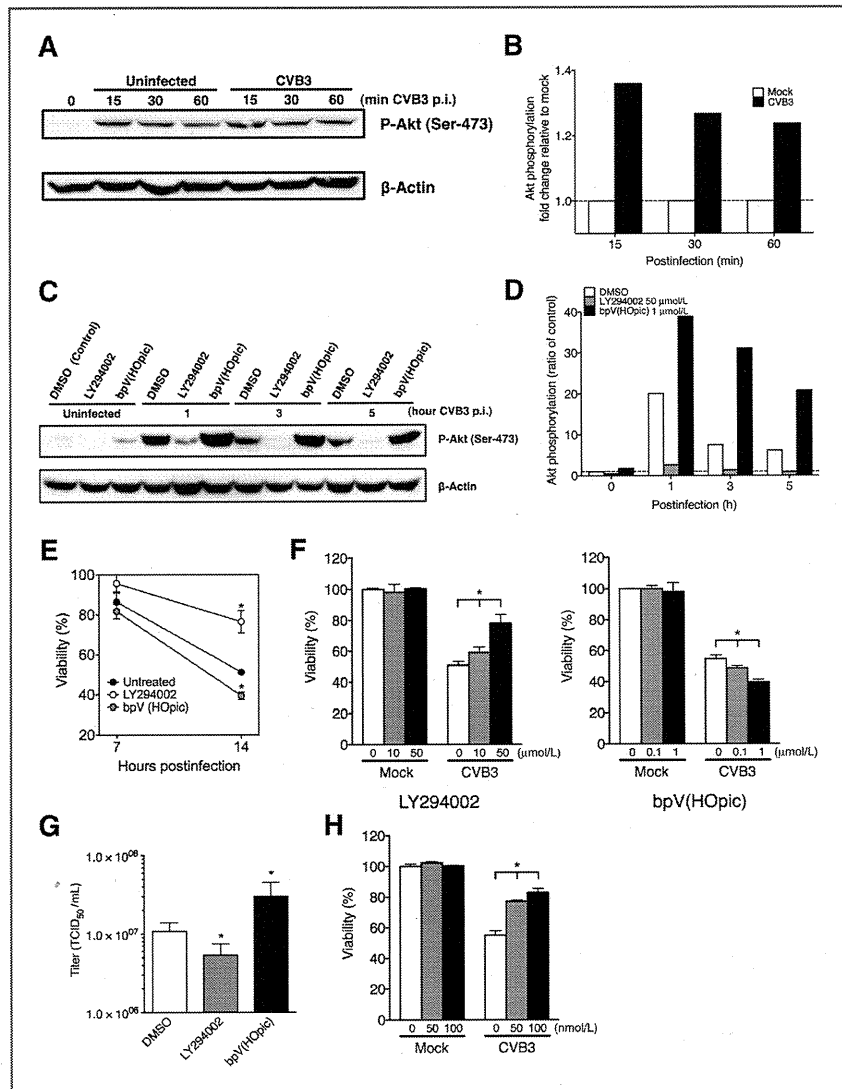 A
Uninfected CVB3
0 15 30 60 15 30 60 (min CVB3 p.i.)
P-Akt (Ser-473)
β-Actin
B
Akt phosphorylation
fold change relative to mock
1.4
1.2
1.0
Mock
CVB3
15 30 60
Postinfection (min)
C
DMSO (Control) LY294002 bpV(HOpic) DMSO LY294002 bpV(HOpic) DMSO LY294002 bpV(HOpic) DMSO LY294002 bpV(HOpic)
Uninfected 1 3 5 (hour CVB3 p.i.)
P-Akt (Ser-473)
β-Actin
D
DMSO
LY294002 50 μmol/L
bpV(HOpic) 1 μmol/L
Akt phosphorylation (ratio of control)
40
30
20
10
0
0 1 3 5
Postinfection (h)
E
Viability (%)
100
80
60
40
20
*
*
Untreated
LY294002
bpV (HOpic)
7 14
Hours postinfection
F
Viability (%)
120
100
80
60
40
20
0
*
0 10 50 0 10 50 (μmol/L)
Mock CVB3
LY294002
Viability (%)
120
100
80
60
40
20
0
*
0 0.1 1 0 0.1 1 (μmol/L)
Mock CVB3
bpV(HOpic)
G
Titer (TCID50/mL)
1.0 × 10^08
1.0 × 10^07
1.0 × 10^06
*
*
DMSO LY294002 bpV(HOpic)
H
Viability (%)
120
100
80
60
40
20
0
*
0 50 100 0 50 100 (nmol/L)
Mock CVB3